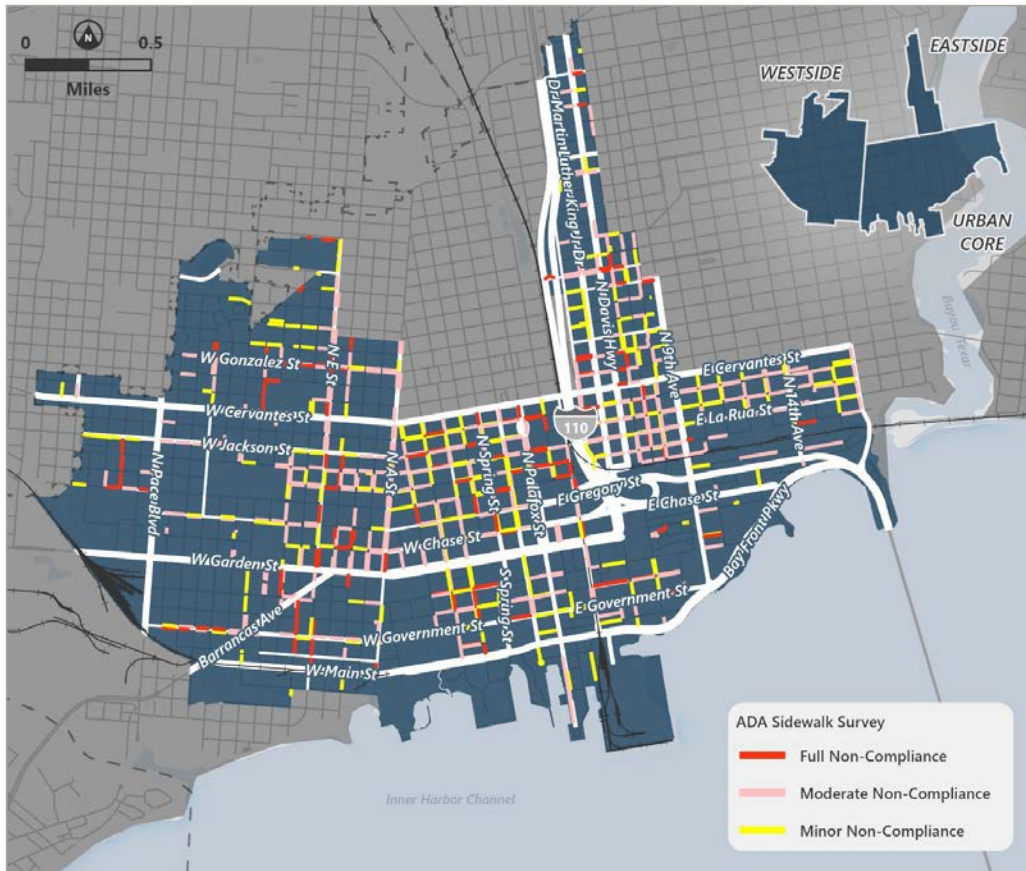 N
0 0.5
Miles
WESTSIDE
EASTSIDE
URBAN
CORE
Dr Martin Luther King Jr Dr
N Davis Hwy
N 9th Ave
E Cervantes St
N 14th Ave
E La Rua St
Bayou Texar
W Gonzalez St
N E St
W Cervantes St
W Jackson St
N A St
N Spring St
N Palafox St
110
E Gregory St
E Chase St
N Pace Blvd
W Chase St
Bay Front Pkwy
W Garden St
Barrancas Ave
S Spring St
E Government St
W Government St
W Main St
Inner Harbor Channel
ADA Sidewalk Survey
Full Non-Compliance
Moderate Non-Compliance
Minor Non-Compliance